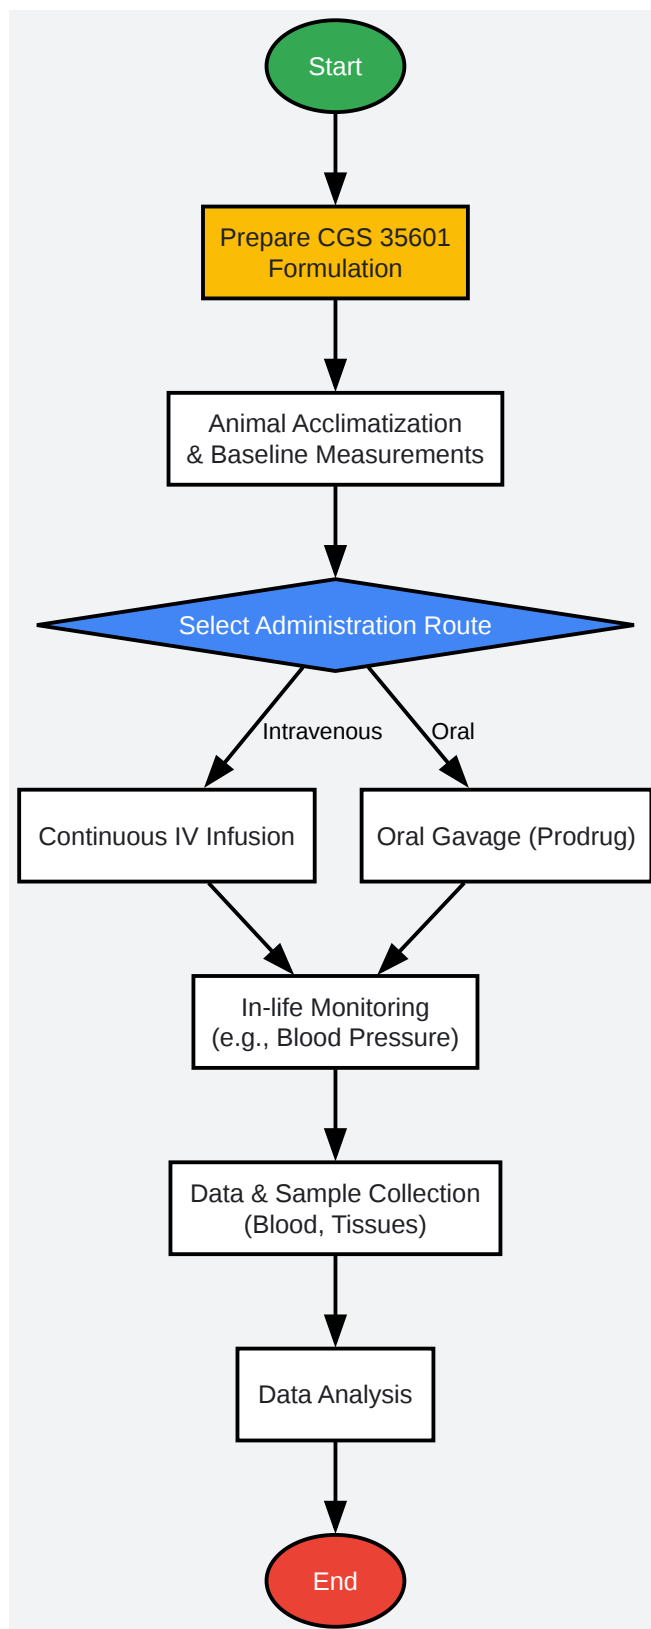 Start
Prepare CGS 35601
Formulation
Animal Acclimatization
& Baseline Measurements
Select Administration Route
Intravenous
Oral
Continuous IV Infusion
Oral Gavage (Prodrug)
In-life Monitoring
(e.g., Blood Pressure)
Data & Sample Collection
(Blood, Tissues)
Data Analysis
End